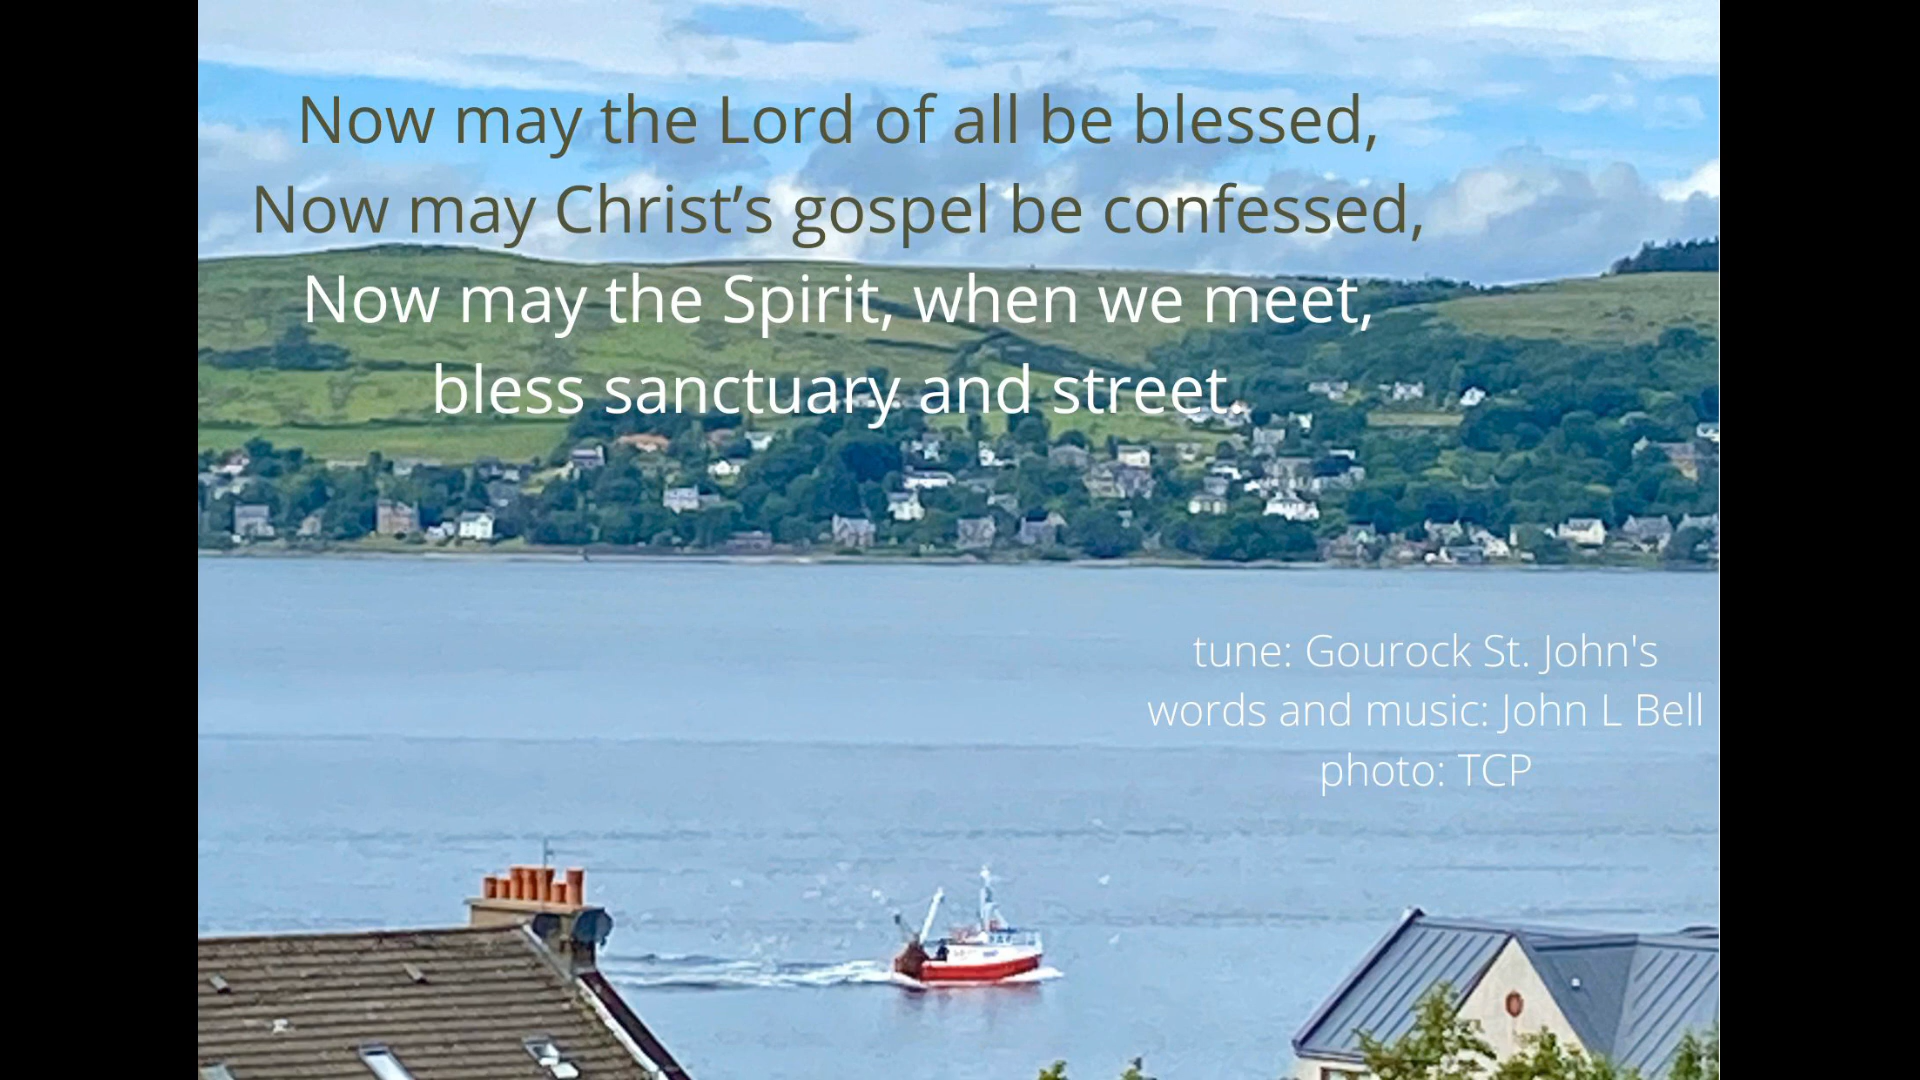 Now may the Lord of all be blessed,
Now may Christ’s gospel be confessed,
Now may the Spirit, when we meet,
bless sanctuary and street.
tune: Gourock St. John's
words and music: John L Bell
photo: TCP